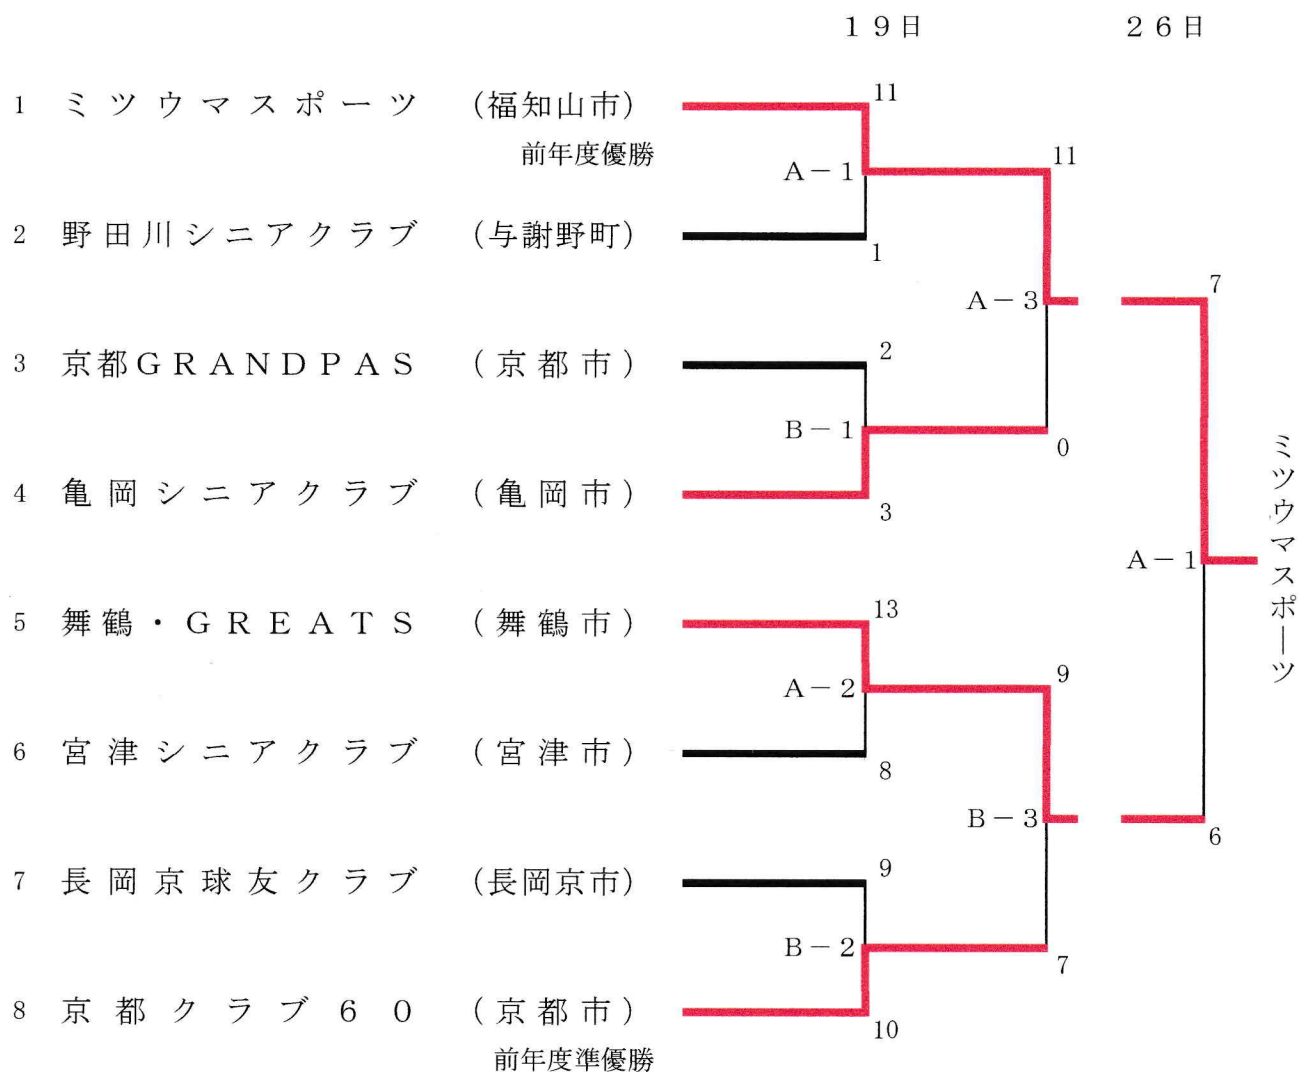 19日 26日
1 ミツウマスポーツ (福知山市) 11
前年度優勝
A-1 11
2 野田川シニアクラブ (与謝野町) 1
A-3 7
3 京都GRANDPAS (京都市) 2
B-1 0
4 亀岡シニアクラブ (亀岡市) 3
A-1 ミツウマスポーツ
5 舞鶴・GREATS (舞鶴市) 13
A-2 9
6 宮津シニアクラブ (宮津市) 8
B-3 6
7 長岡京球友クラブ (長岡京市) 9
B-2 7
8 京都クラブ60 (京都市) 10
前年度準優勝